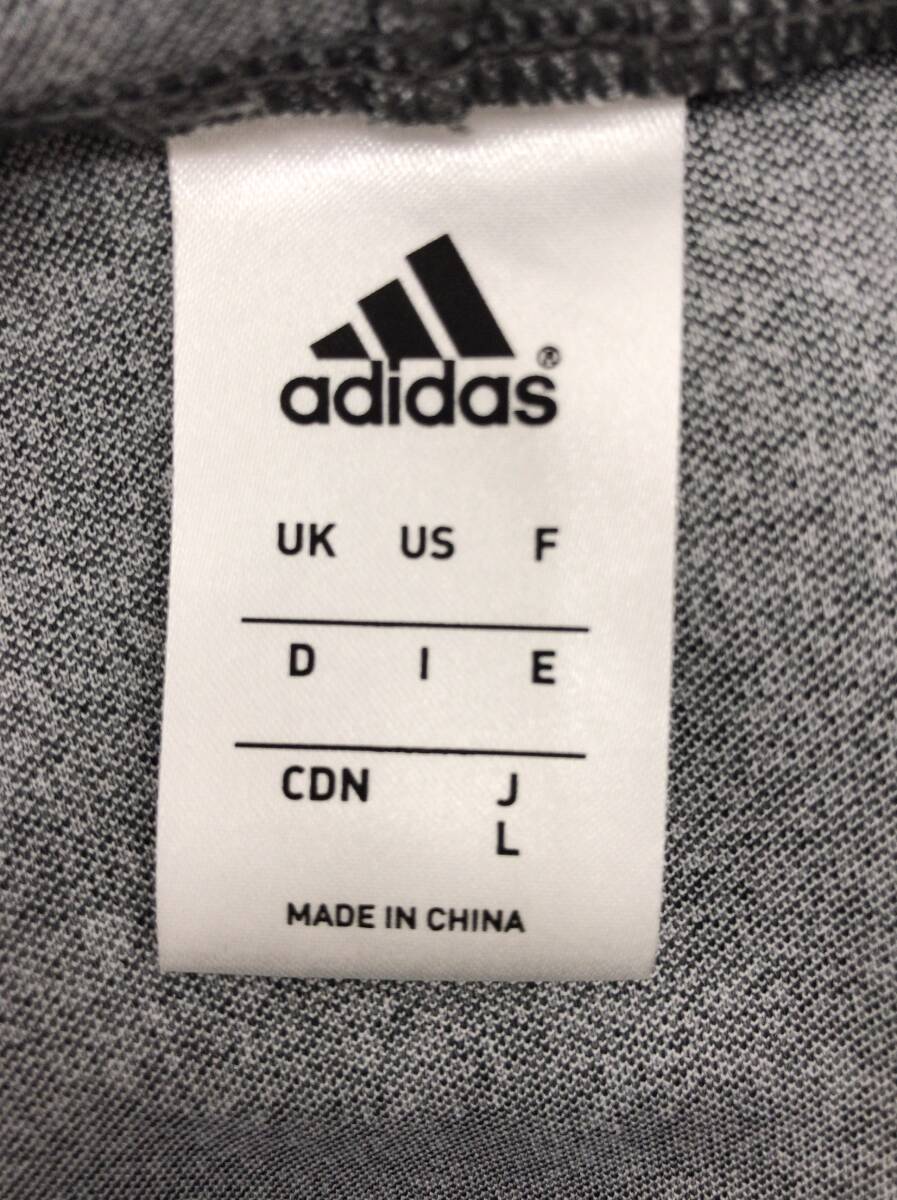 adidas®
UK US F
D I E
CDN J
L
MADE IN CHINA